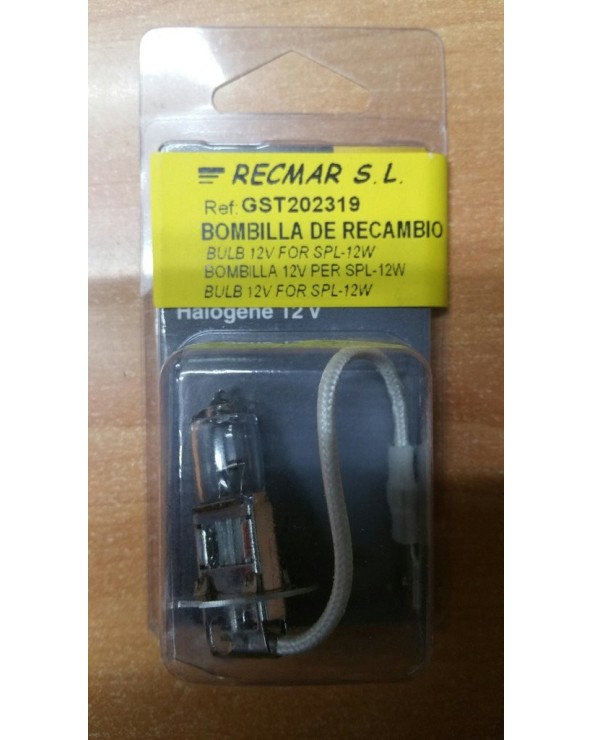 RECMAR S.L.
Ref: GST202319
BOMBILLA DE RECAMBIO
BULB 12V FOR SPL-12W
BOMBILLA 12V PER SPL-12W
BULB 12V FOR SPL-12W
Halogène 12 V